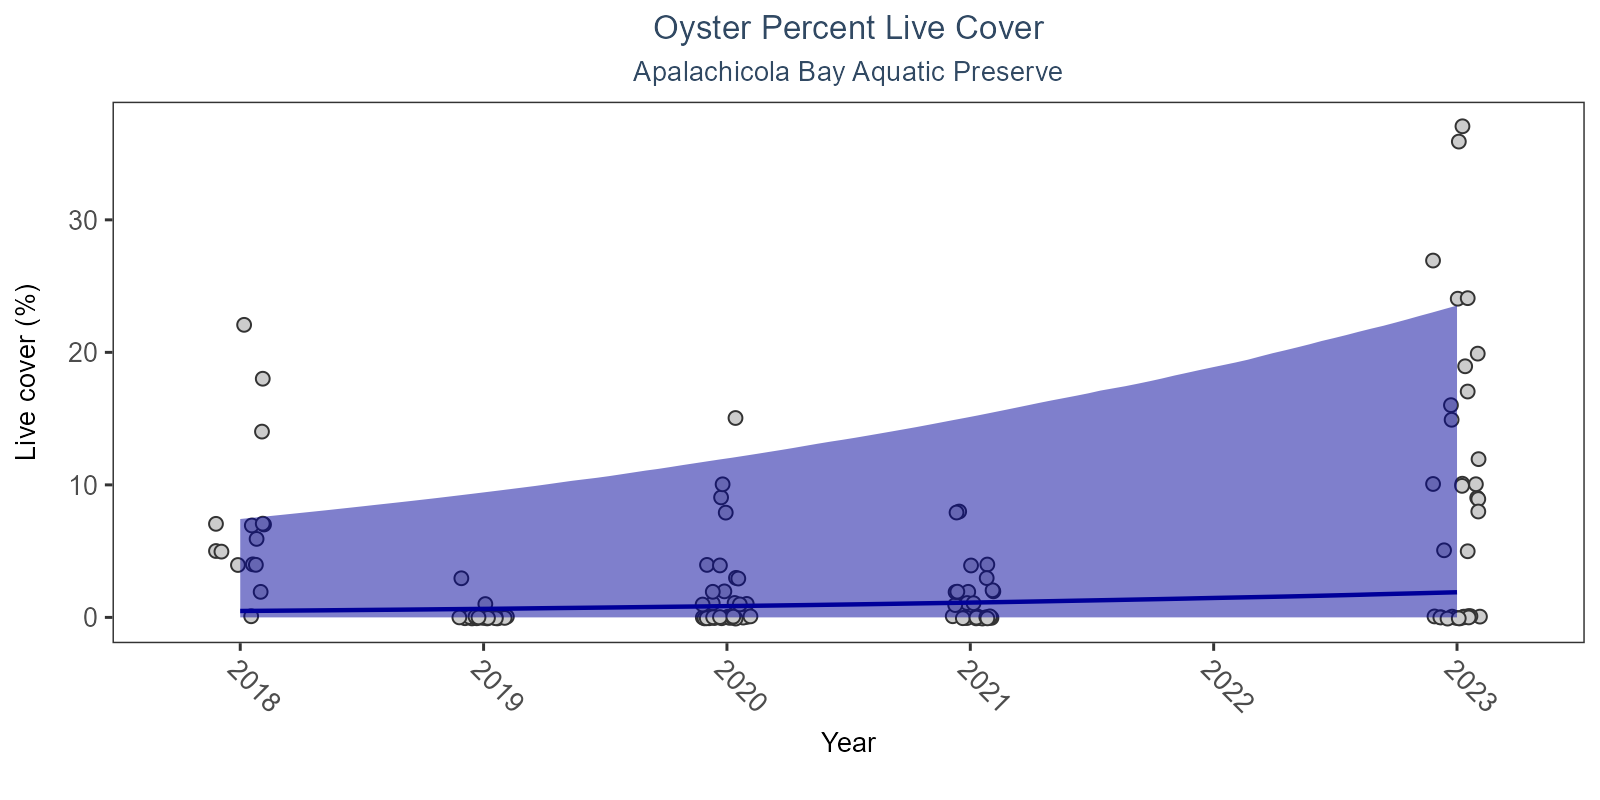 Oyster Percent Live Cover
Apalachicola Bay Aquatic Preserve
Live cover (%)
30
20
10
0
2018
2019
2020
2021
2022
2023
Year